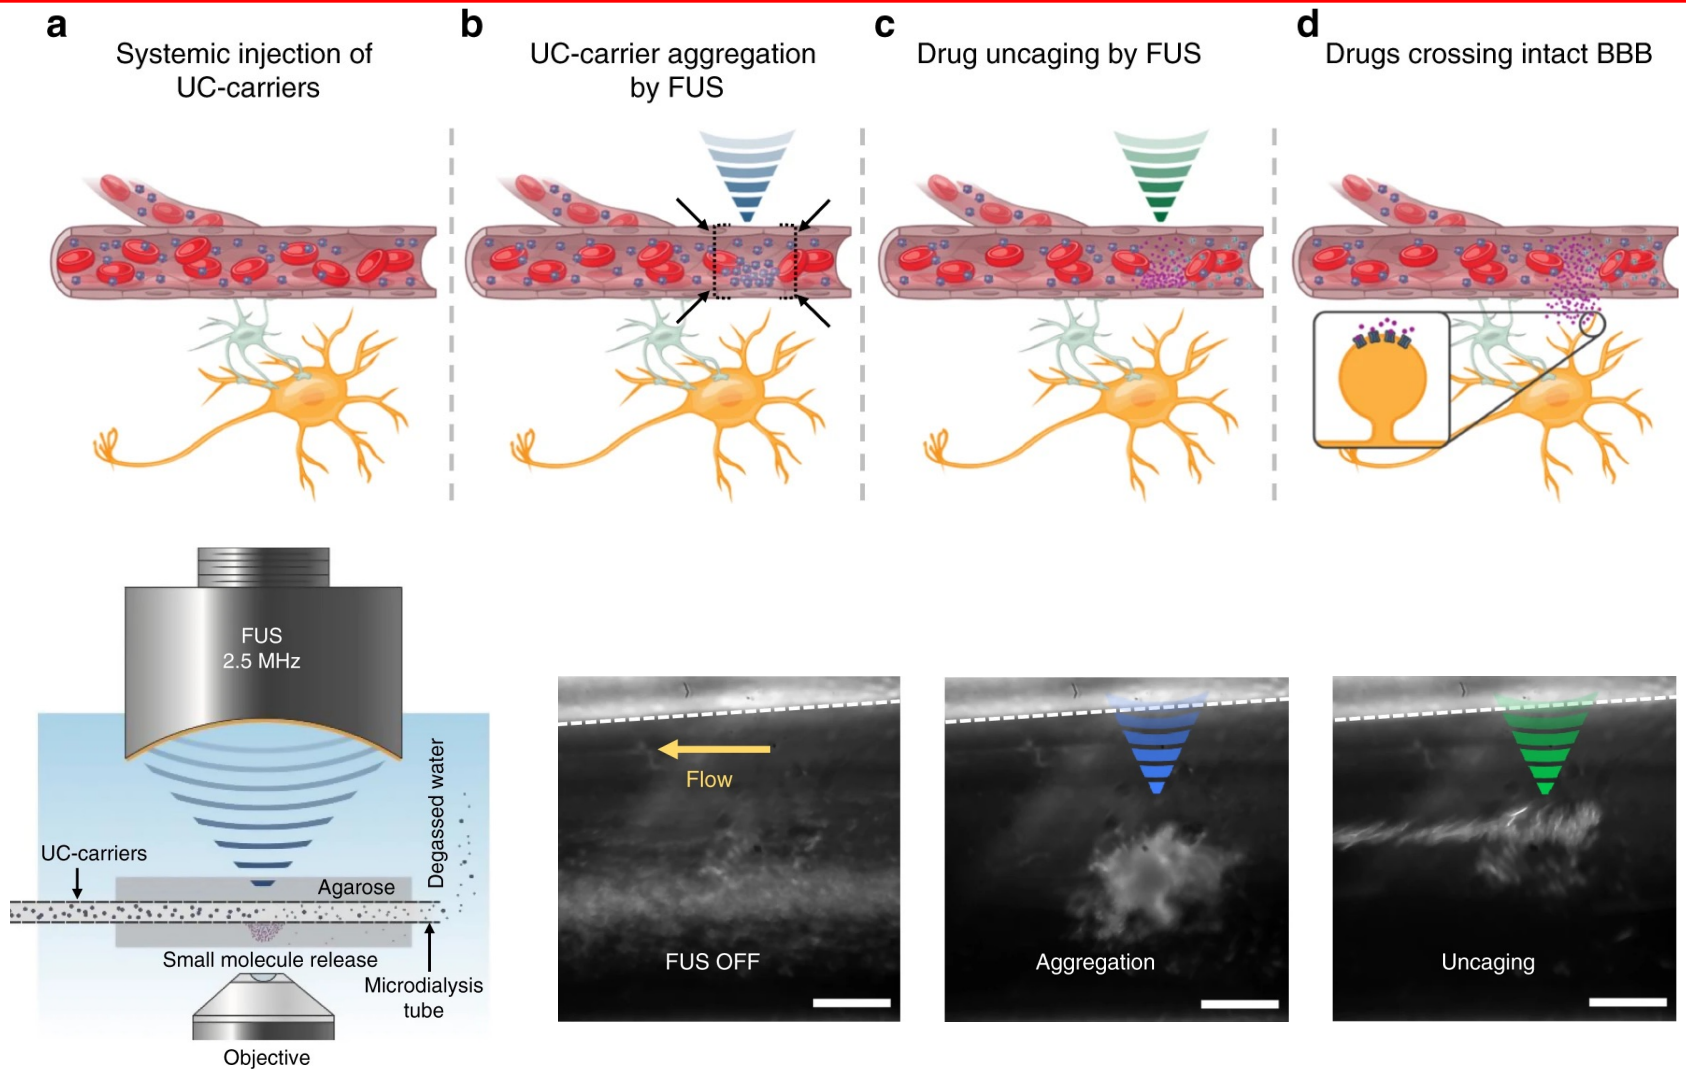 a
Systemic injection of
UC-carriers
b
UC-carrier aggregation
by FUS
c
Drug uncaging by FUS
d
Drugs crossing intact BBB
FUS
2.5 MHz
Degassed water
UC-carriers
Agarose
Small molecule release
Microdialysis
tube
Objective
Flow
FUS OFF
Aggregation
Uncaging